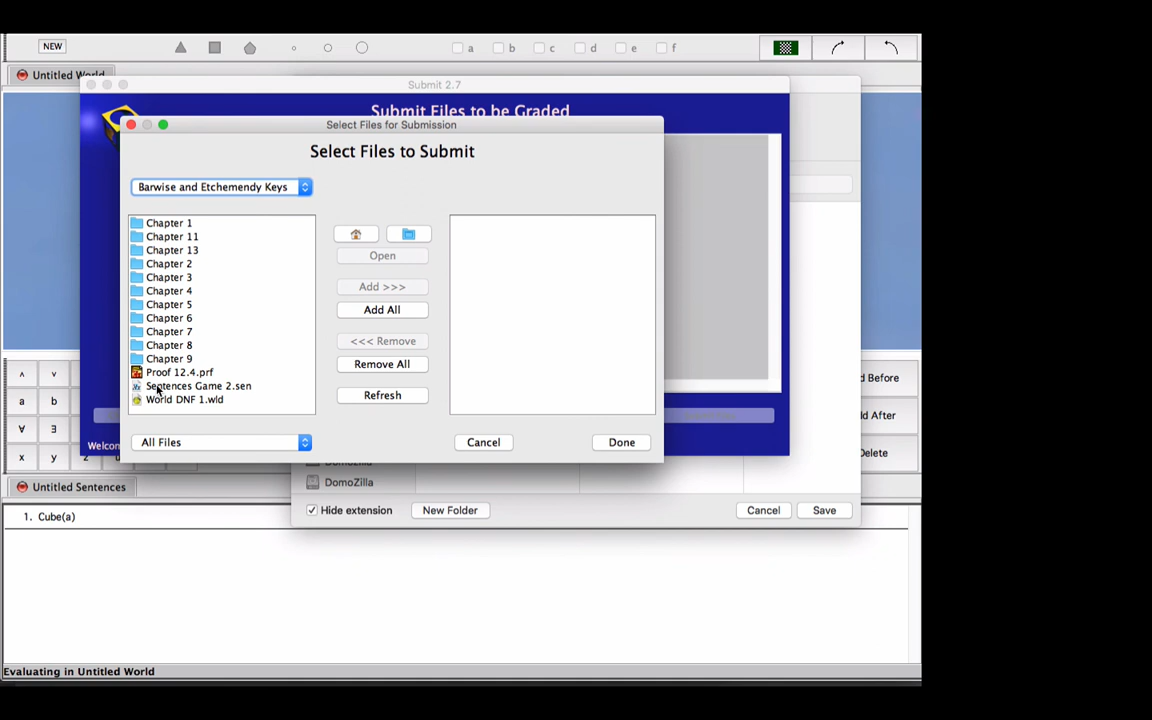 NEW
a b c d e f
Untitled World
Submit 2.7
Submit Files to be Graded
Select Files for Submission
Select Files to Submit
Barwise and Etchemendy Keys
Chapter 1
Chapter 11
Chapter 13
Chapter 2
Chapter 3
Chapter 4
Chapter 5
Chapter 6
Chapter 7
Chapter 8
Chapter 9
Proof 12.4.prf
Sentences Game 2.sen
World DNF 1.wld
Open
Add >>>
Add All
<<< Remove
Remove All
Refresh
All Files
Cancel
Done
∧ ∨
a b
∀ ∃
x y z
d Before
ld After
Delete
Welcon
DomoZilla
Hide extension
New Folder
Cancel
Save
Untitled Sentences
1. Cube(a)
Evaluating in Untitled World